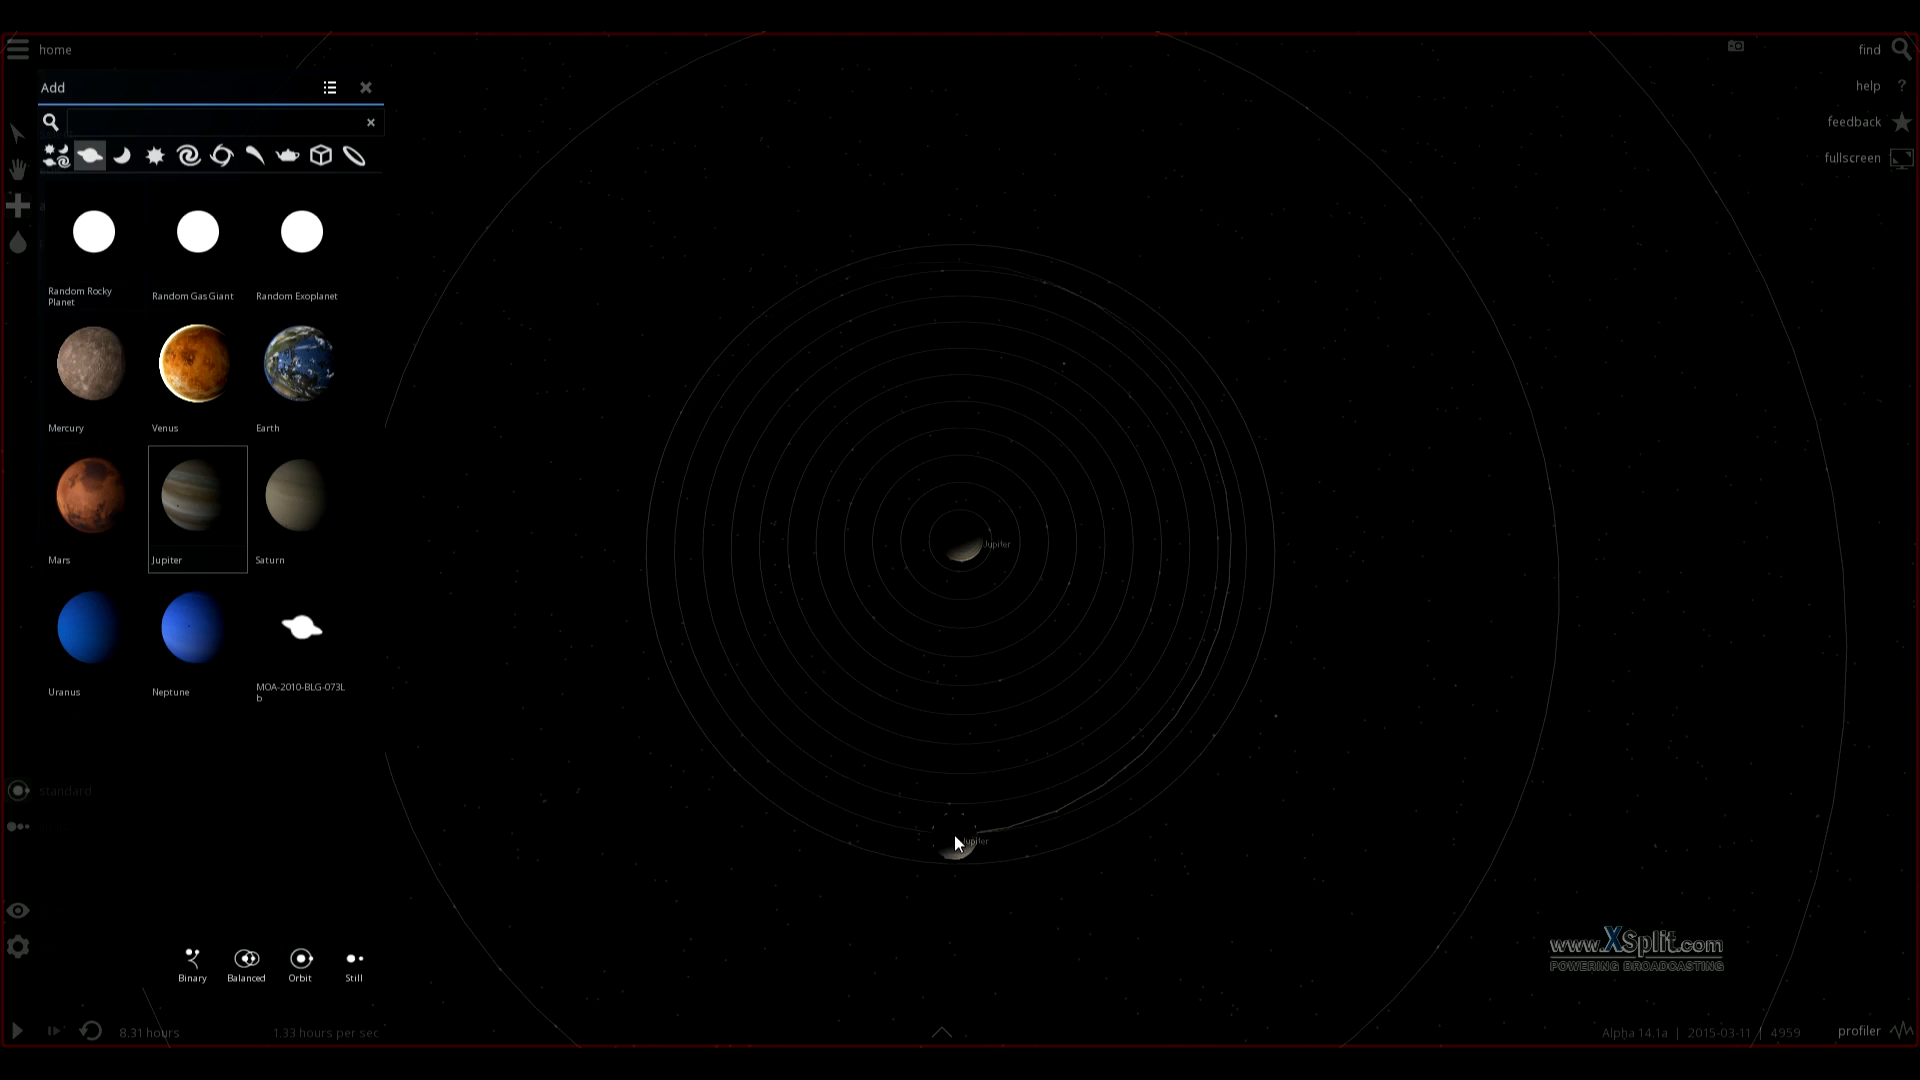 home
find
help
?
feedback
fullscreen
Add
Random Rocky
Planet
Random Gas Giant
Random Exoplanet
Mercury
Venus
Earth
Mars
Jupiter
Saturn
Uranus
Neptune
MOA-2010-BLG-073L
b
Jupiter
Jupiter
standard
Binary
Balanced
Orbit
Still
www.XSplit.com
POWERING BROADCASTING
8.31 hours
1.33 hours per sec
Alpha 14.1a | 2015-03-11 | 4959
profiler